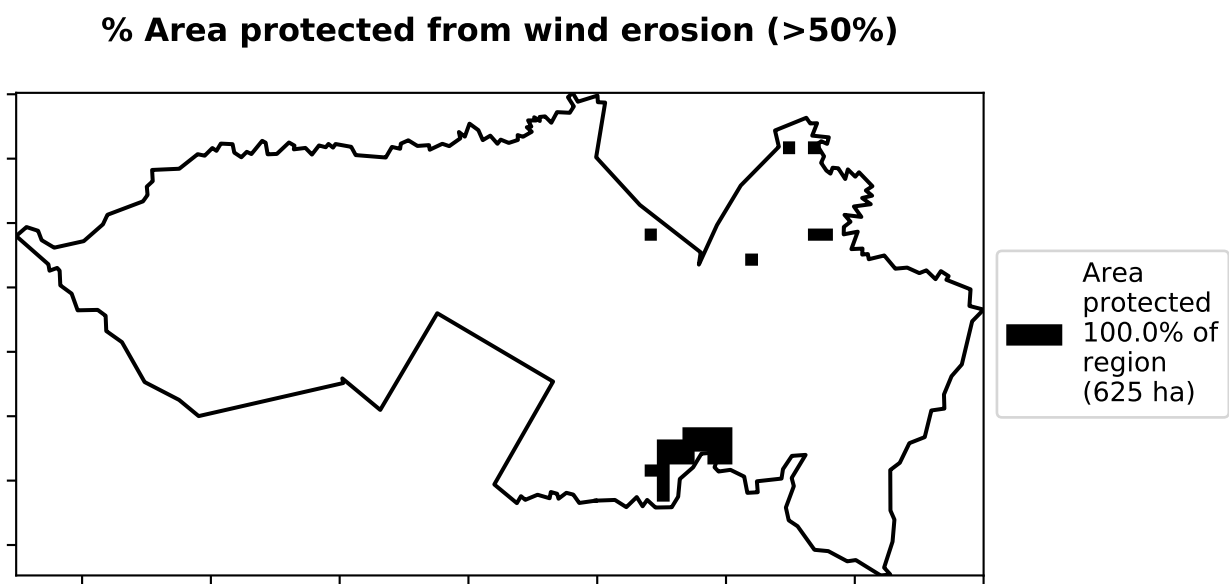 % Area protected from wind erosion (>50%)
Area
protected
100.0% of
region
(625 ha)